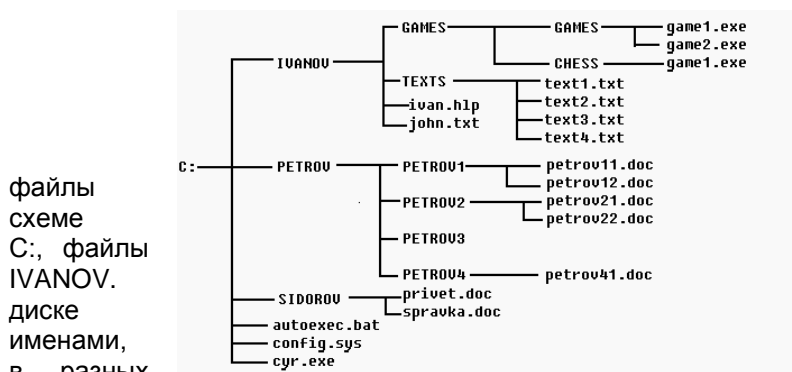 GAMES GAMES game1.exe
game2.exe
IVANOV CHESS game1.exe
TEXTS text1.txt
ivan.hlp text2.txt
john.txt text3.txt
text4.txt
C: PETROV PETROV1 petrov11.doc
petrov12.doc
PETROV2 petrov21.doc
petrov22.doc
PETROV3
PETROV4 petrov41.doc
SIDOROV privet.doc
spravka.doc
autoexec.bat
config.sys
cyr.exe
файлы
схеме
C:, файлы
IVANOV.
диске
именами,
в разных